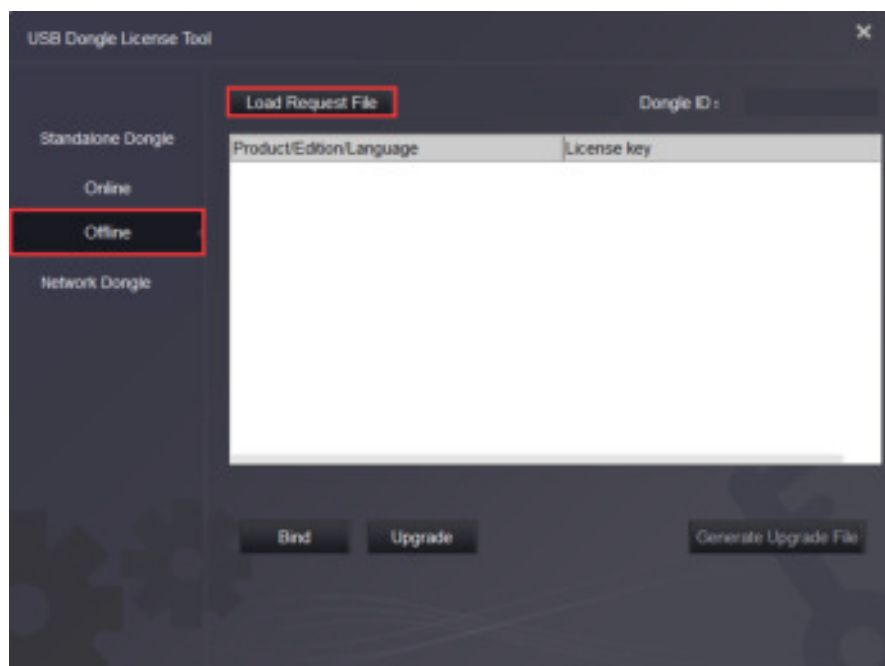 USB Dongle License Tool
Load Request File
Dongle ID :
Standalone Dongle
Product/Edition/Language
License key
Online
Offline
Network Dongle
Bind
Upgrade
Generate Upgrade File